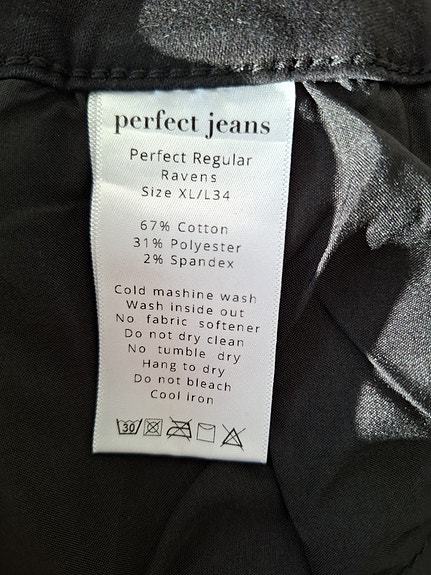 perfect jeans
Perfect Regular
Ravens
Size XL/L34
67% Cotton
31% Polyester
2% Spandex
Cold mashine wash
Wash inside out
No fabric softener
Do not dry clean
No tumble dry
Hang to dry
Do not bleach
Cool iron
30